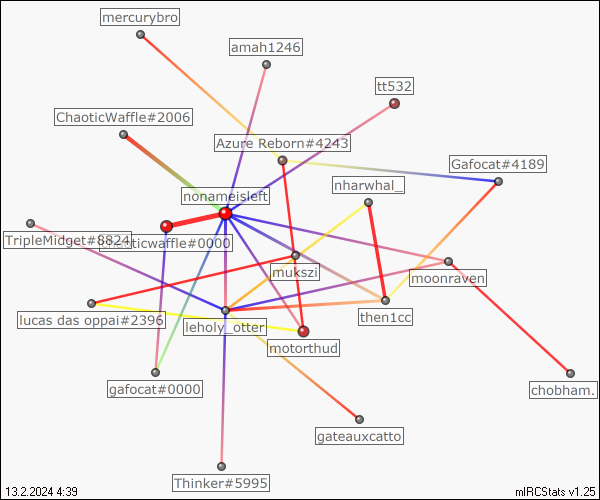 mercurybro
amah1246
tt532
ChaoticWaffle#2006
Azure Reborn#4243
Gafocat#4189
nharwhal_
nonameisleft
TripleMidget#8824
aoticwaffle#0000
mukszi
moonraven
lucas das oppai#2396
leholy_otter
then1cc
motorthud
gafocat#0000
chobham.
gateauxcatto
Thinker#5995
13.2.2024 4:39
mIRCStats v1.25